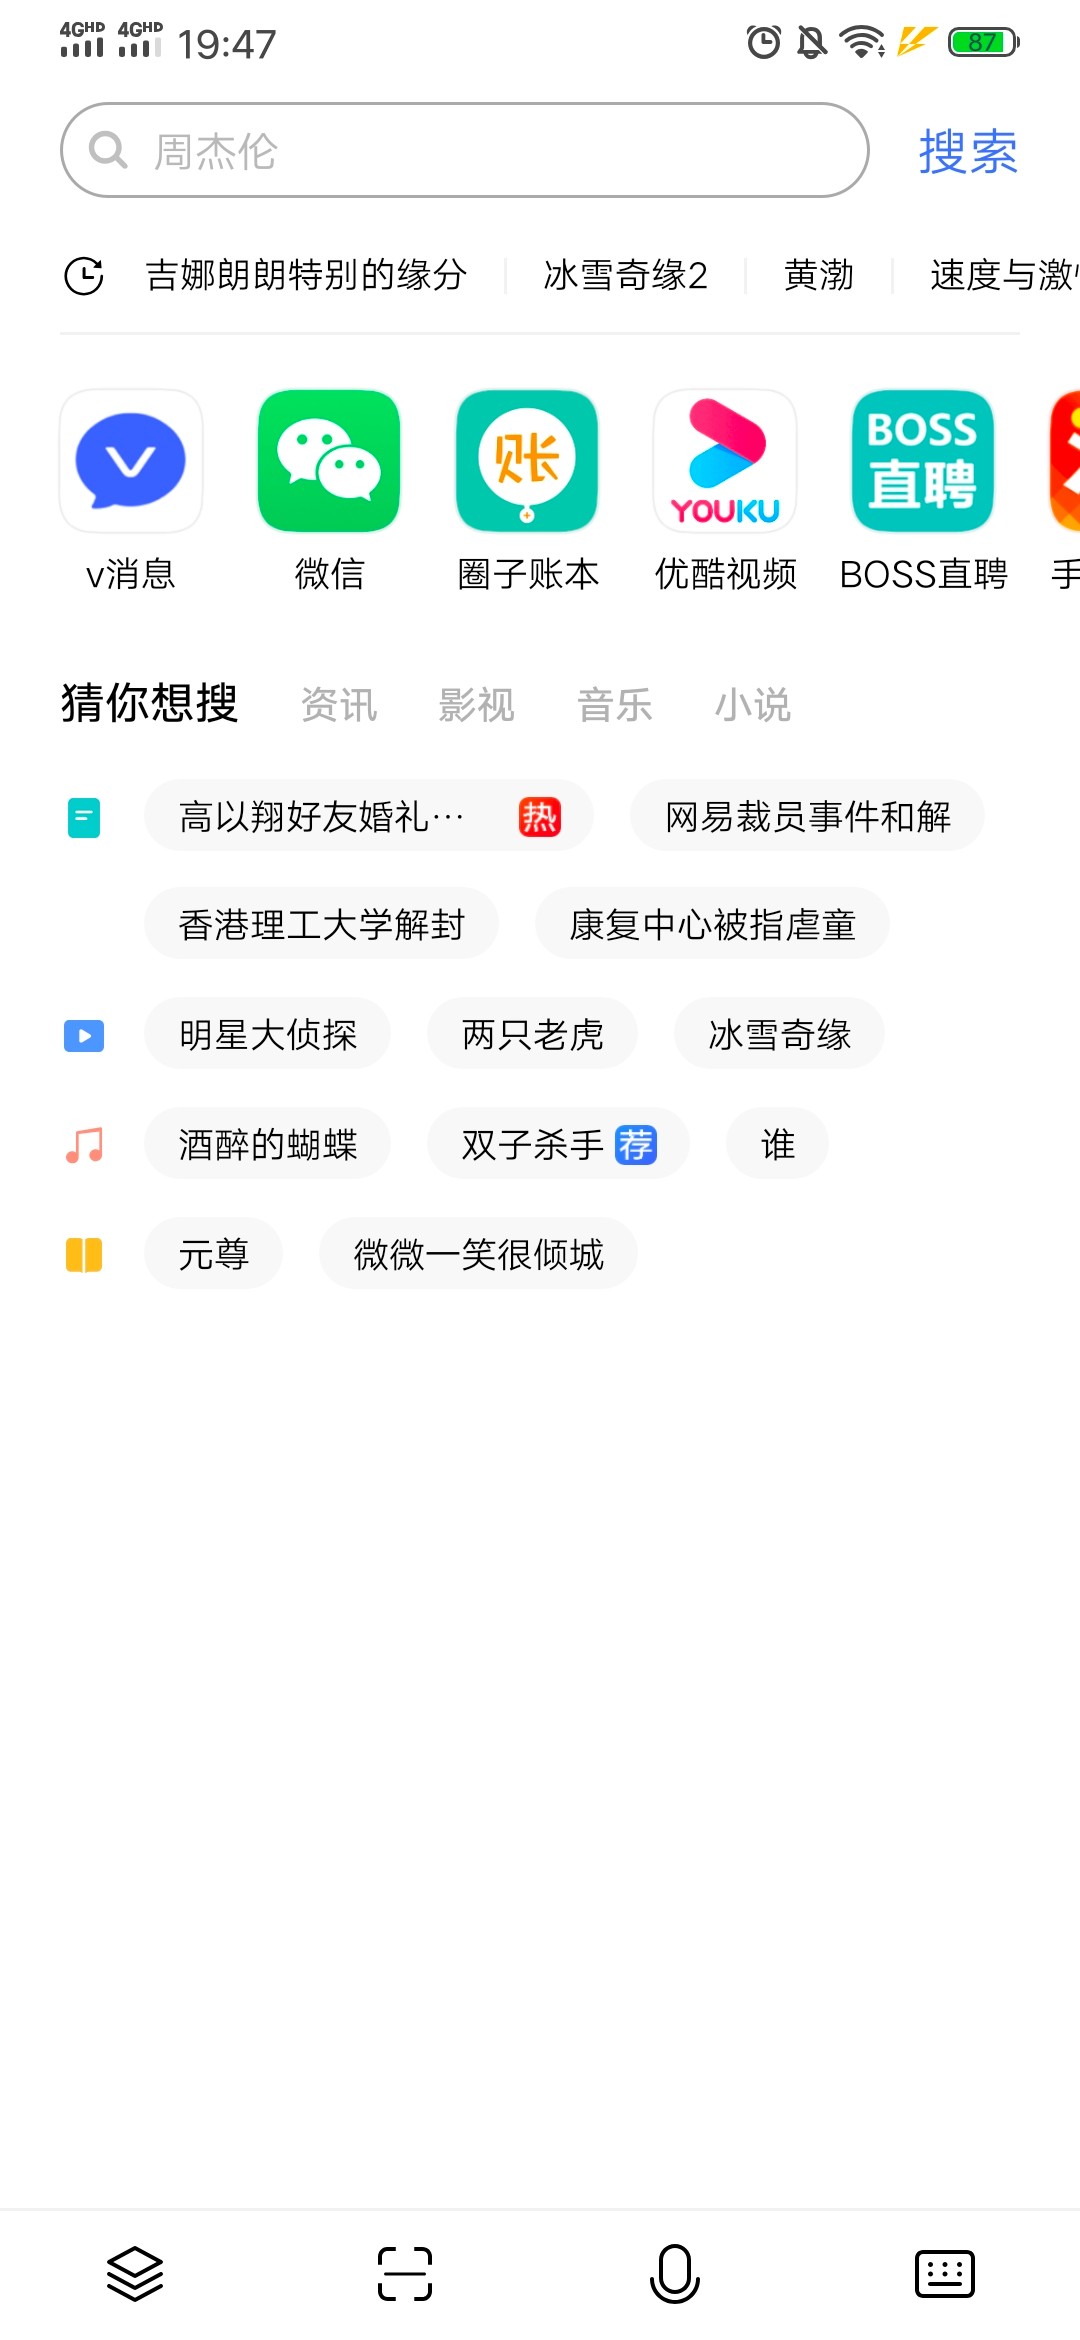 4GHD 4GHD 19:47 87
周杰伦 搜索
吉娜朗朗特别的缘分 冰雪奇缘2 黄渤 速度与激
账 YOUKU BOSS直聘
v消息 微信 圈子账本 优酷视频 BOSS直聘 手
猜你想搜 资讯 影视 音乐 小说
高以翔好友婚礼… 热 网易裁员事件和解
香港理工大学解封 康复中心被指虐童
明星大侦探 两只老虎 冰雪奇缘
酒醉的蝴蝶 双子杀手 荐 谁
元尊 微微一笑很倾城